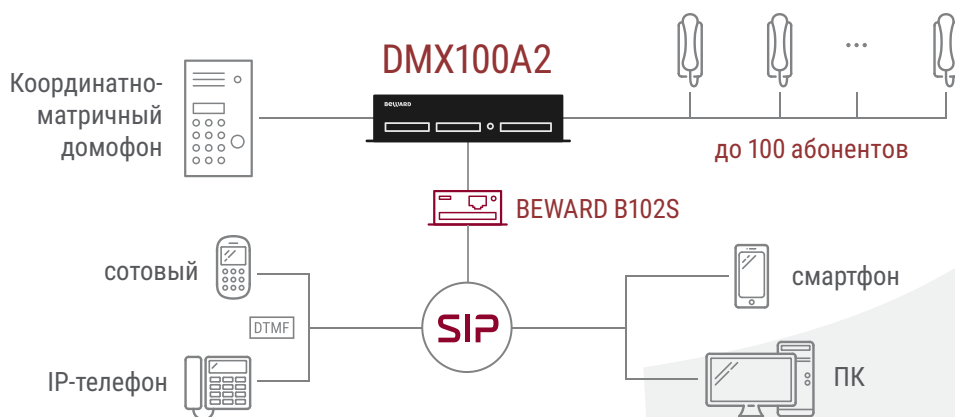 DMX100A2
Координатно-
матричный
домофон
BEWARD
...
до 100 абонентов
BEWARD B102S
сотовый
смартфон
DTMF
SIP
IP-телефон
ПК